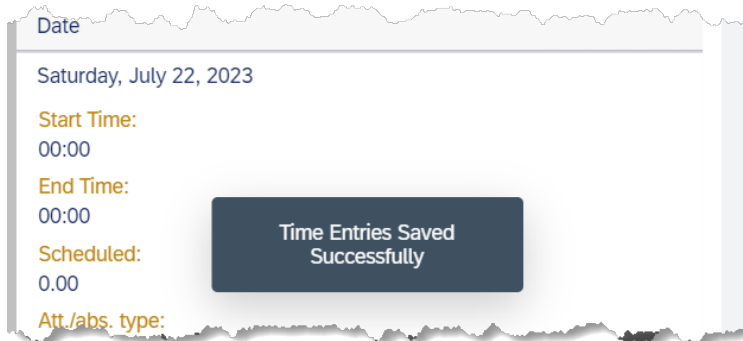 Date
Saturday, July 22, 2023
Start Time:
00:00
End Time:
00:00
Time Entries Saved
Successfully
Scheduled:
0.00
Att./abs. type: